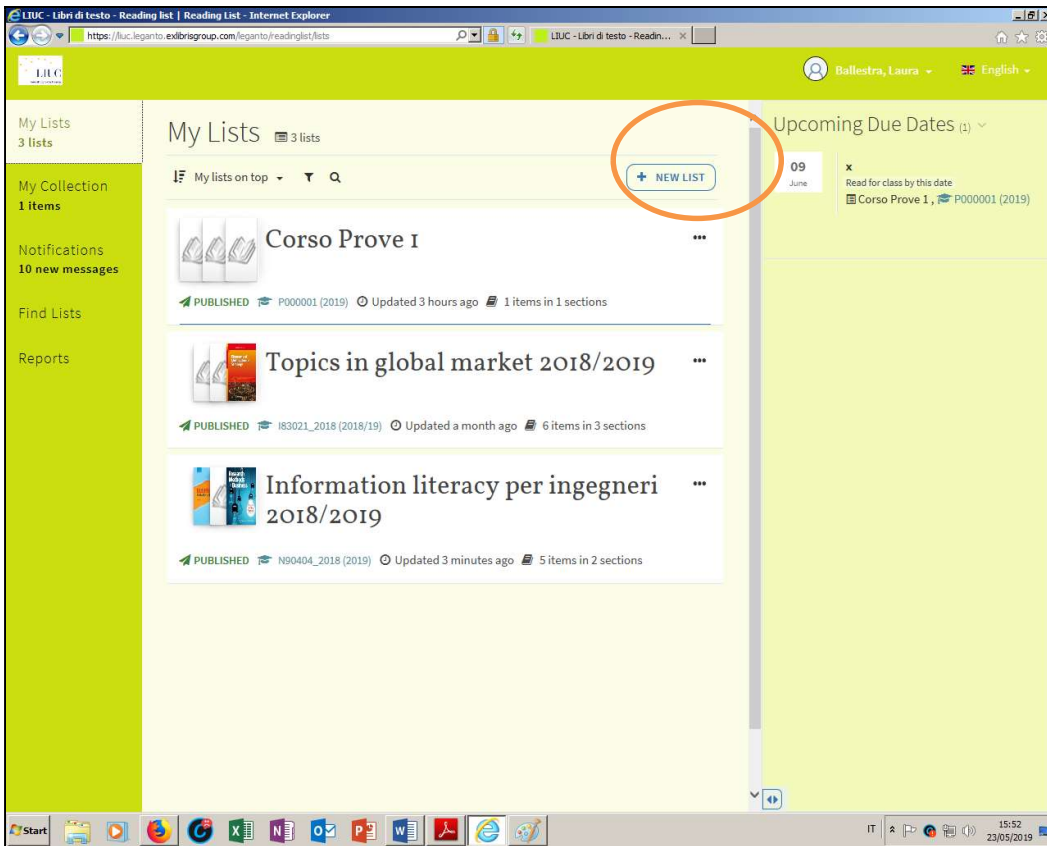 LIUC - Libri di testo - Reading list | Reading List - Internet Explorer
https://liuc.leganto.exlibrisgroup.com/leganto/readinglist/lists
LIUC - Libri di testo - Readin...
LIUC
Ballestra, Laura
English
My Lists
3 lists
My Collection
1 items
Notifications
10 new messages
Find Lists
Reports
My Lists 3 lists
My lists on top
+ NEW LIST
Corso Prove 1
PUBLISHED P000001 (2019) Updated 3 hours ago 1 items in 1 sections
Topics in global market 2018/2019
PUBLISHED I83021_2018 (2018/19) Updated a month ago 6 items in 3 sections
Information literacy per ingegneri
2018/2019
PUBLISHED N90404_2018 (2019) Updated 3 minutes ago 5 items in 2 sections
Upcoming Due Dates (1)
09
June
x
Read for class by this date
Corso Prove 1 , P000001 (2019)
Start
IT
15:52
23/05/2019